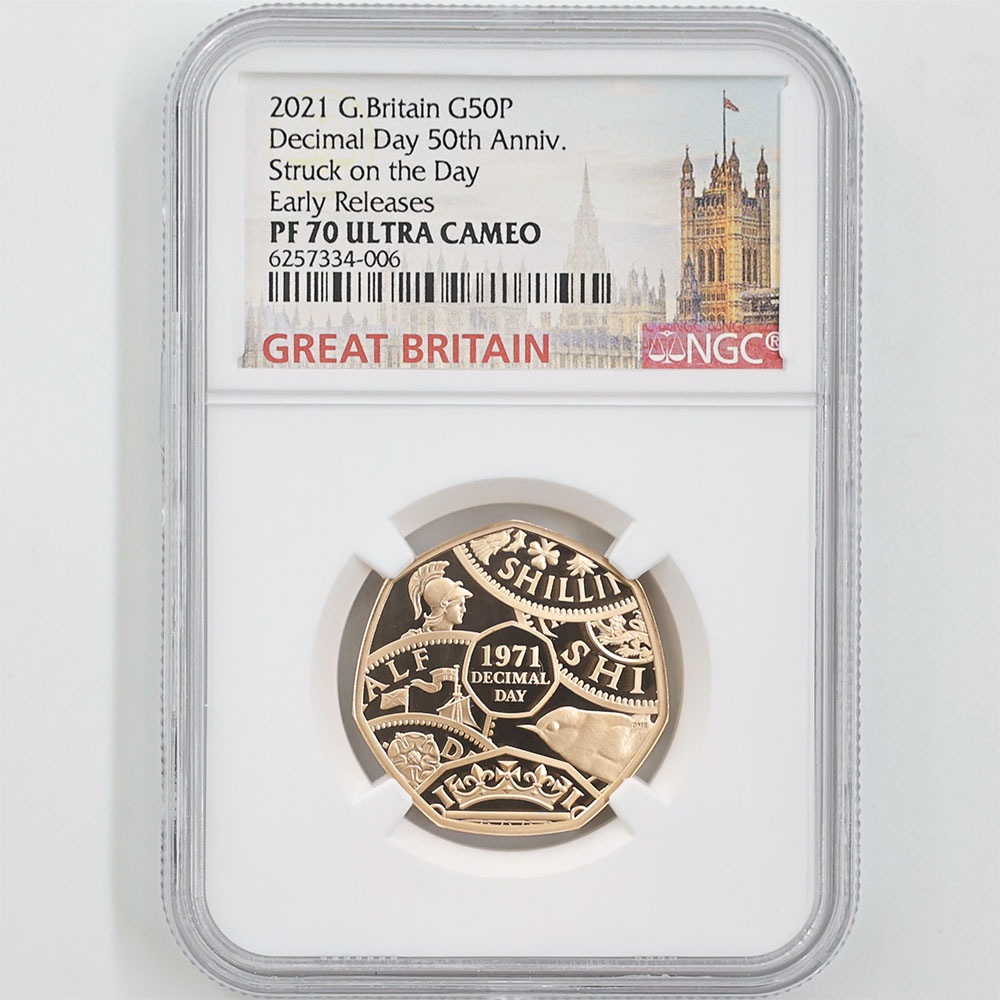 2021 G.Britain G50P
Decimal Day 50th Anniv.
Struck on the Day
Early Releases
PF 70 ULTRA CAMEO
6257334-006
GREAT BRITAIN
NGC®
SHILLI
SHI
ALF
1971
DECIMAL
DAY